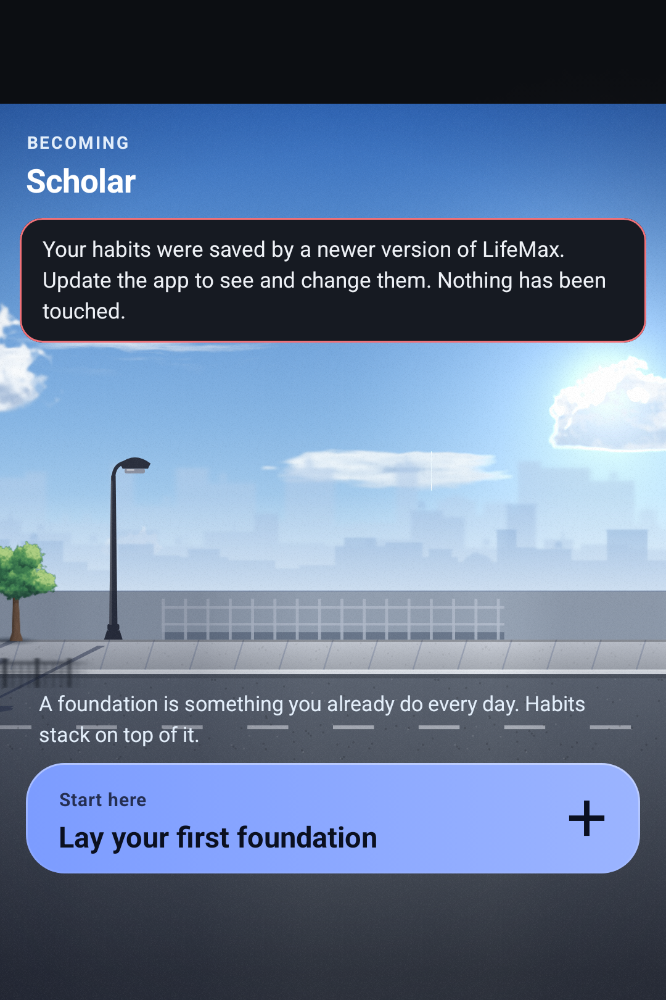 BECOMING
Scholar
Your habits were saved by a newer version of LifeMax.
Update the app to see and change them. Nothing has been
touched.
A foundation is something you already do every day. Habits
stack on top of it.
Start here
Lay your first foundation